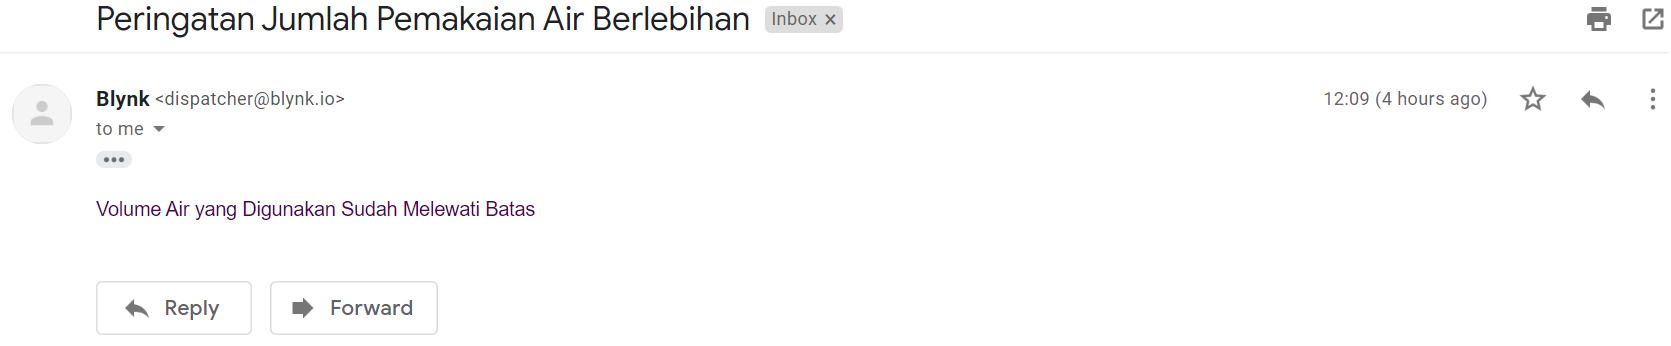 Peringatan Jumlah Pemakaian Air Berlebihan Inbox ×
Blynk <dispatcher@blynk.io> 12:09 (4 hours ago)
to me
Volume Air yang Digunakan Sudah Melewati Batas
Reply Forward